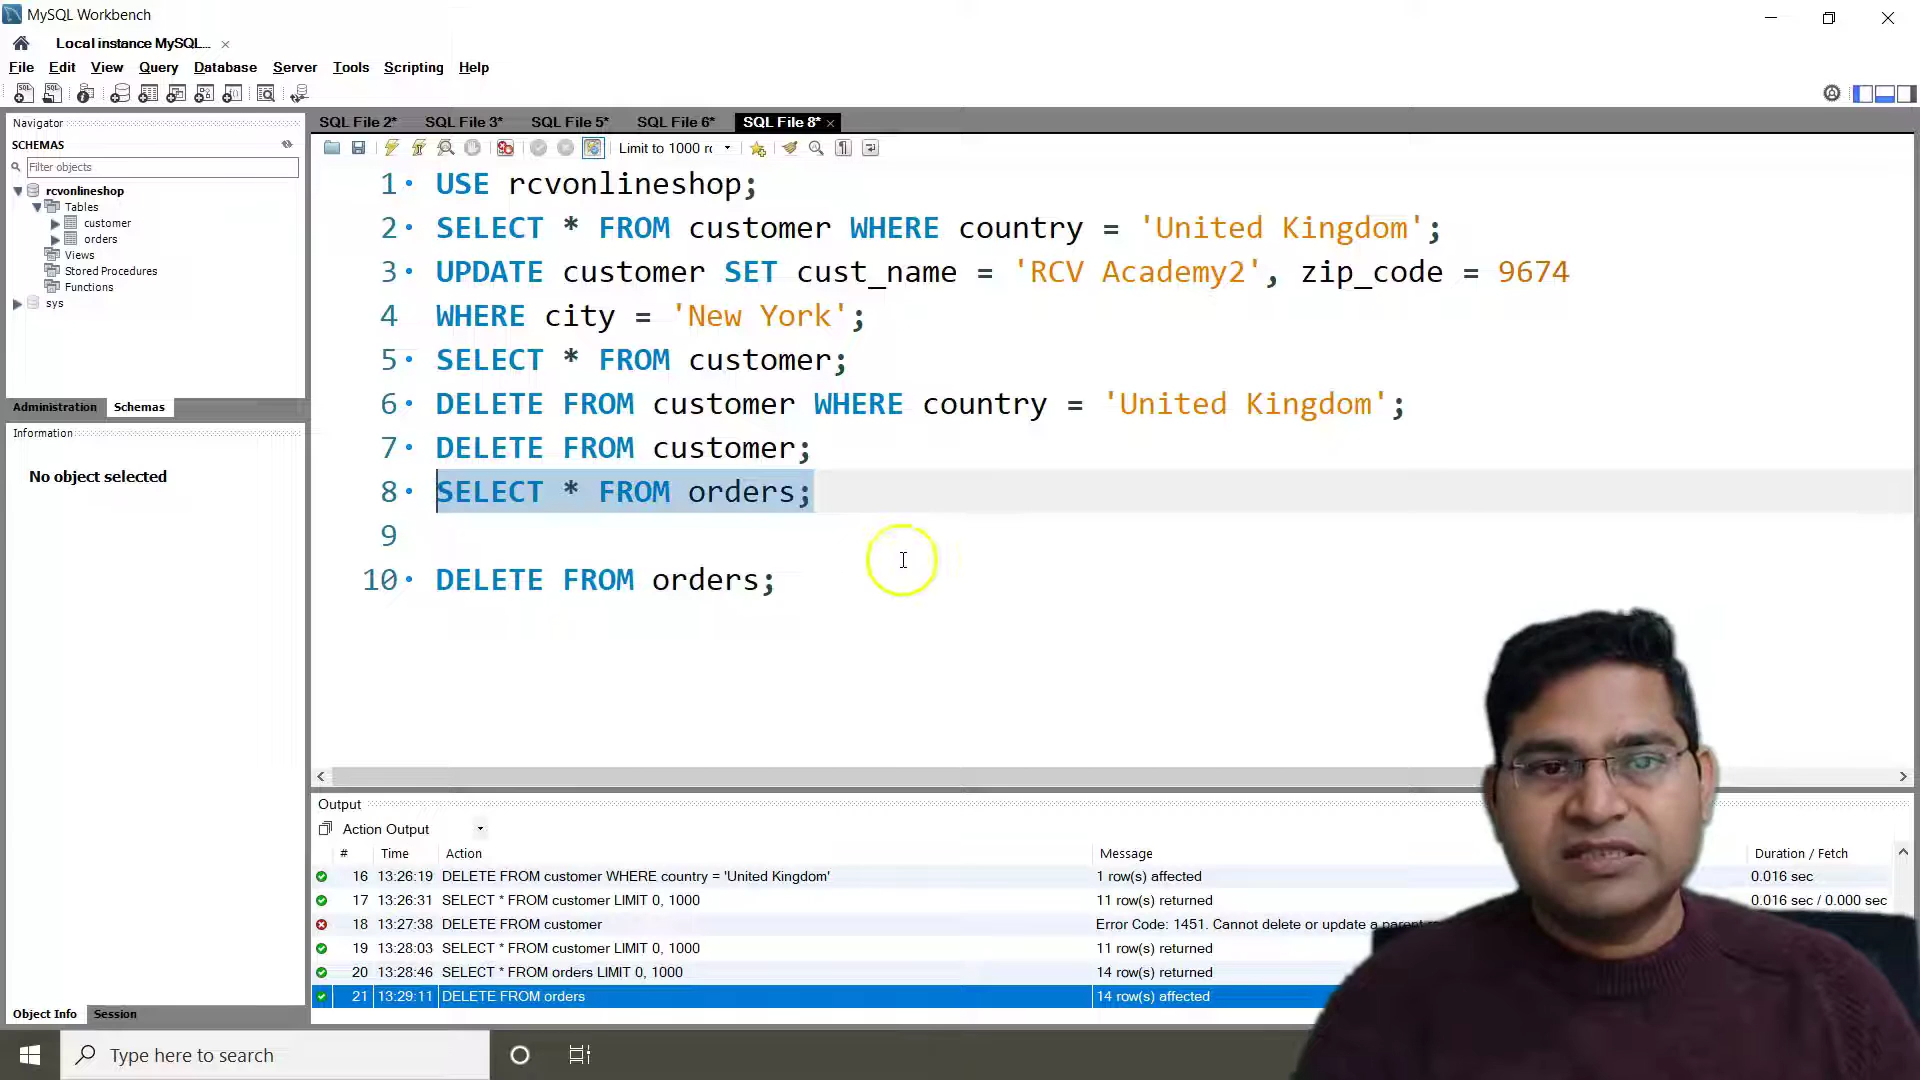 MySQL Workbench
Local instance MySQL...
File Edit View Query Database Server Tools Scripting Help
Navigator
SCHEMAS
Filter objects
rcvonlineshop
Tables
customer
orders
Views
Stored Procedures
Functions
sys
Administration Schemas
Information
No object selected
Object Info Session
SQL File 2* SQL File 3* SQL File 5* SQL File 6* SQL File 8*
Limit to 1000 rc
1 USE rcvonlineshop;
2 SELECT * FROM customer WHERE country = 'United Kingdom';
3 UPDATE customer SET cust_name = 'RCV Academy2', zip_code = 9674
4 WHERE city = 'New York';
5 SELECT * FROM customer;
6 DELETE FROM customer WHERE country = 'United Kingdom';
7 DELETE FROM customer;
8 SELECT * FROM orders;
9
10 DELETE FROM orders;
Output
Action Output
# Time Action Message Duration / Fetch
16 13:26:19 DELETE FROM customer WHERE country = 'United Kingdom' 1 row(s) affected 0.016 sec
17 13:26:31 SELECT * FROM customer LIMIT 0, 1000 11 row(s) returned 0.016 sec / 0.000 sec
18 13:27:38 DELETE FROM customer Error Code: 1451. Cannot delete or update a parent
19 13:28:03 SELECT * FROM customer LIMIT 0, 1000 11 row(s) returned
20 13:28:46 SELECT * FROM orders LIMIT 0, 1000 14 row(s) returned
21 13:29:11 DELETE FROM orders 14 row(s) affected
Type here to search